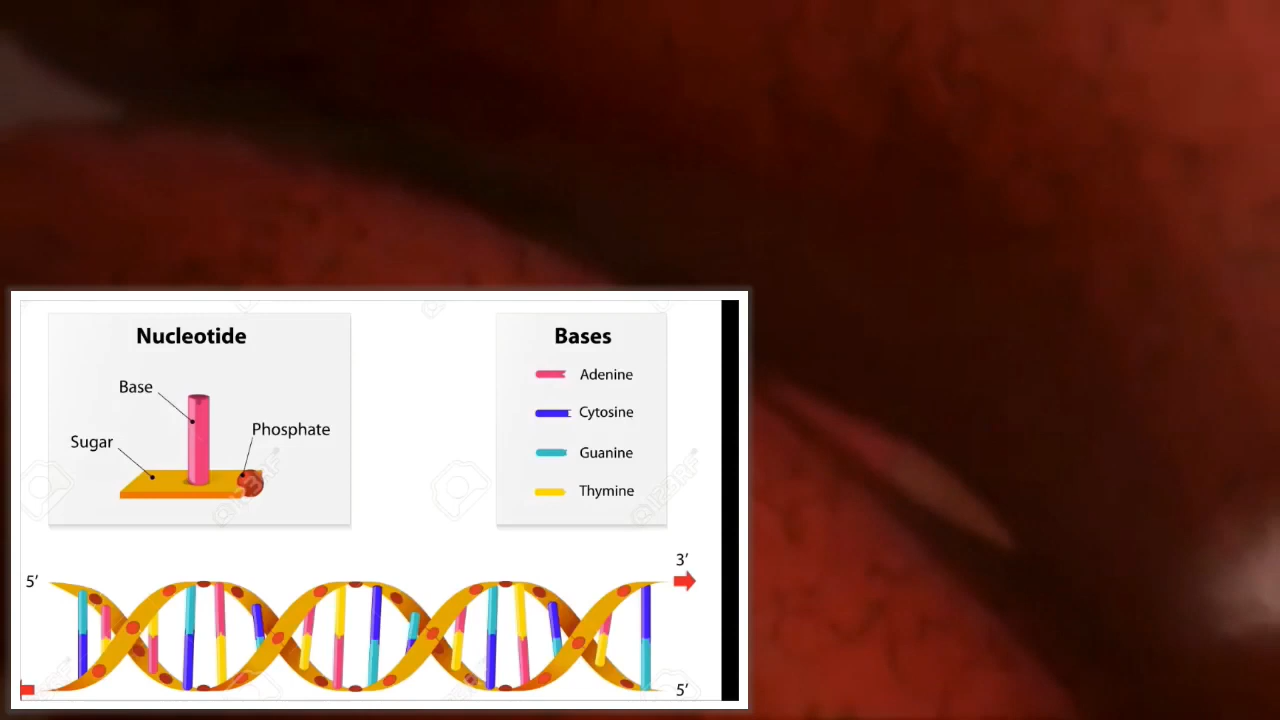 Nucleotide
Base
Sugar
Phosphate
Bases
Adenine
Cytosine
Guanine
Thymine
5’
3’
5’